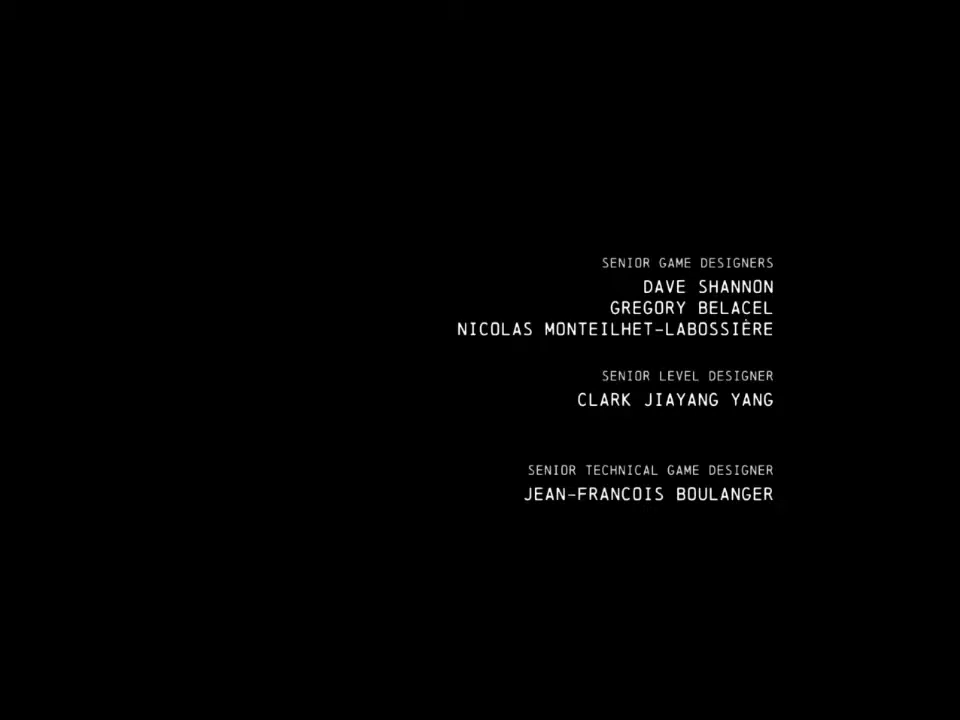 SENIOR GAME DESIGNERS
DAVE SHANNON
GREGORY BELACEL
NICOLAS MONTEILHET-LABOSSIÈRE
SENIOR LEVEL DESIGNER
CLARK JIAYANG YANG
SENIOR TECHNICAL GAME DESIGNER
JEAN-FRANCOIS BOULANGER